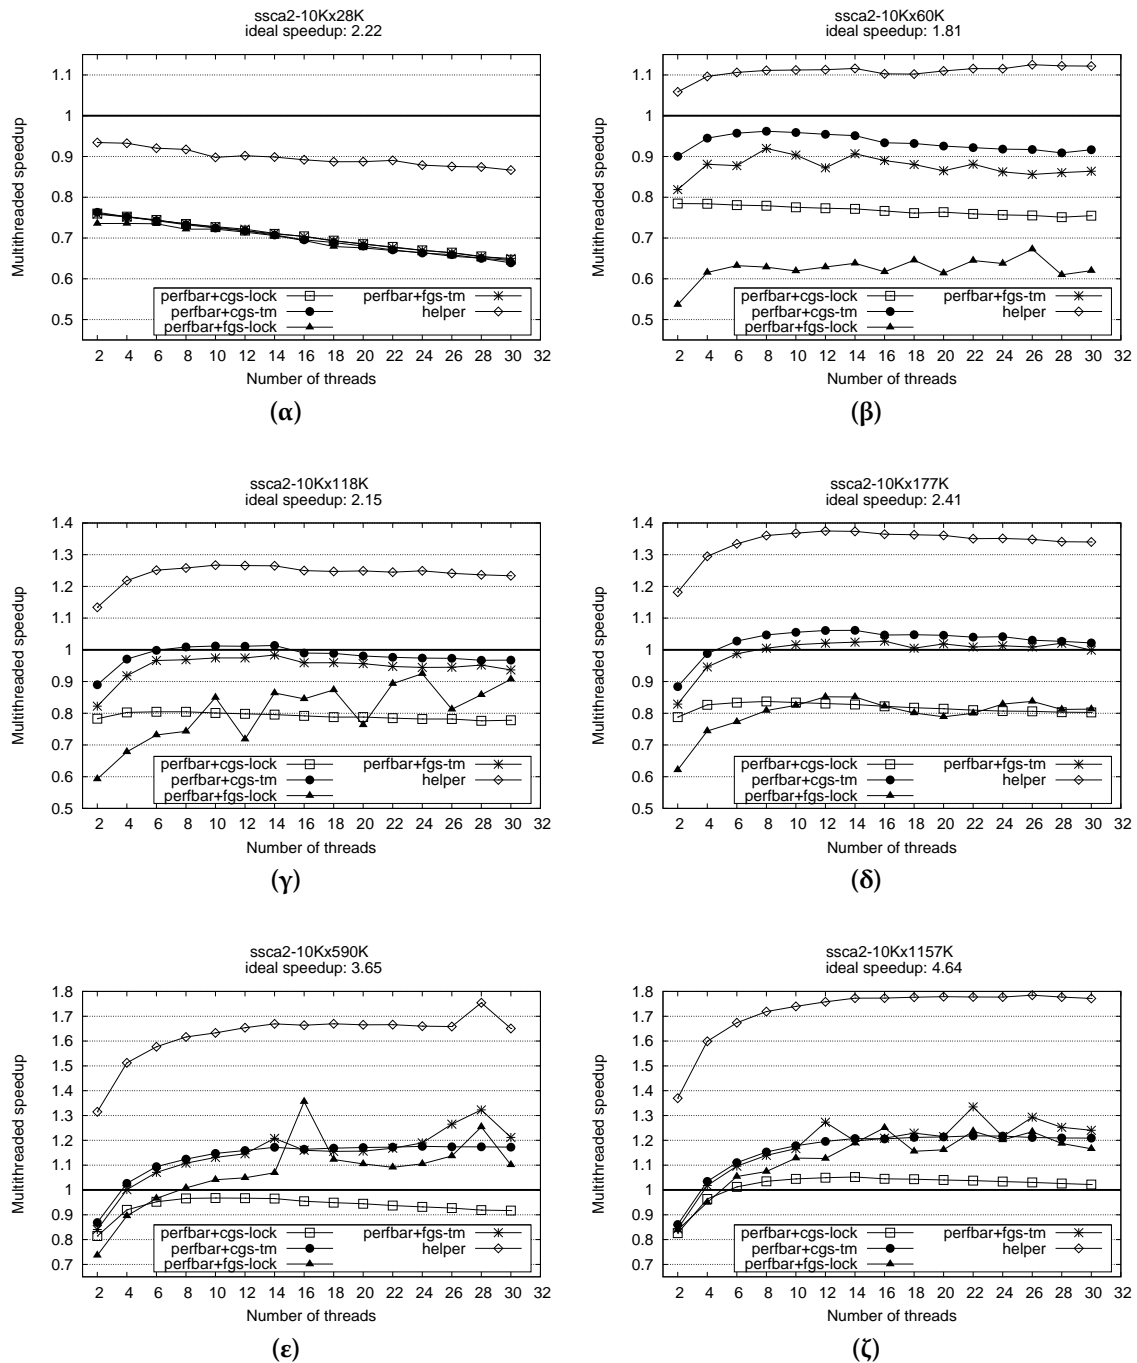 ssca2-10Kx28K
ideal speedup: 2.22
Multithreaded speedup
1.1
1
0.9
0.8
0.7
0.6
0.5
perfbar+cgs-lock
perfbar+cgs-tm
perfbar+fgs-lock
perfbar+fgs-tm
helper
2 4 6 8 10 12 14 16 18 20 22 24 26 28 30 32
Number of threads
(α)
ssca2-10Kx60K
ideal speedup: 1.81
Multithreaded speedup
1.1
1
0.9
0.8
0.7
0.6
0.5
perfbar+cgs-lock
perfbar+cgs-tm
perfbar+fgs-lock
perfbar+fgs-tm
helper
2 4 6 8 10 12 14 16 18 20 22 24 26 28 30 32
Number of threads
(β)
ssca2-10Kx118K
ideal speedup: 2.15
Multithreaded speedup
1.4
1.3
1.2
1.1
1
0.9
0.8
0.7
0.6
0.5
perfbar+cgs-lock
perfbar+cgs-tm
perfbar+fgs-lock
perfbar+fgs-tm
helper
2 4 6 8 10 12 14 16 18 20 22 24 26 28 30 32
Number of threads
(γ)
ssca2-10Kx177K
ideal speedup: 2.41
Multithreaded speedup
1.4
1.3
1.2
1.1
1
0.9
0.8
0.7
0.6
0.5
perfbar+cgs-lock
perfbar+cgs-tm
perfbar+fgs-lock
perfbar+fgs-tm
helper
2 4 6 8 10 12 14 16 18 20 22 24 26 28 30 32
Number of threads
(δ)
ssca2-10Kx590K
ideal speedup: 3.65
Multithreaded speedup
1.8
1.7
1.6
1.5
1.4
1.3
1.2
1.1
1
0.9
0.8
0.7
perfbar+cgs-lock
perfbar+cgs-tm
perfbar+fgs-lock
perfbar+fgs-tm
helper
2 4 6 8 10 12 14 16 18 20 22 24 26 28 30 32
Number of threads
(ε)
ssca2-10Kx1157K
ideal speedup: 4.64
Multithreaded speedup
1.8
1.7
1.6
1.5
1.4
1.3
1.2
1.1
1
0.9
0.8
0.7
perfbar+cgs-lock
perfbar+cgs-tm
perfbar+fgs-lock
perfbar+fgs-tm
helper
2 4 6 8 10 12 14 16 18 20 22 24 26 28 30 32
Number of threads
(ζ)